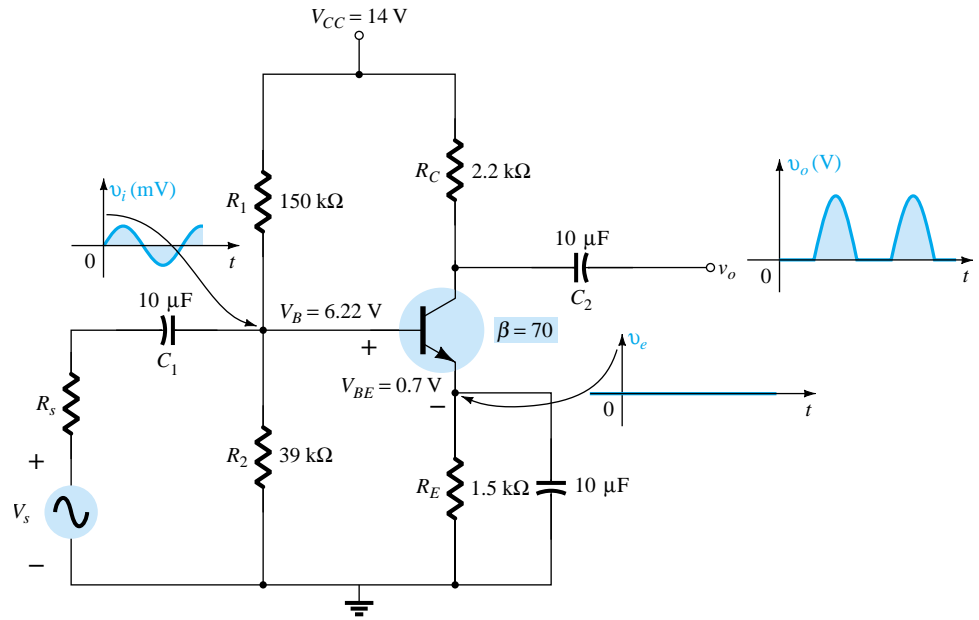 V_CC = 14 V
R_C
2.2 kΩ
R_1
150 kΩ
υ_i (mV)
0
t
υ_o (V)
0
t
10 μF
C_2
v_o
10 μF
C_1
V_B = 6.22 V
+
β = 70
V_BE = 0.7 V
−
υ_e
0
t
R_s
R_2
39 kΩ
R_E
1.5 kΩ
10 μF
+
V_s
−